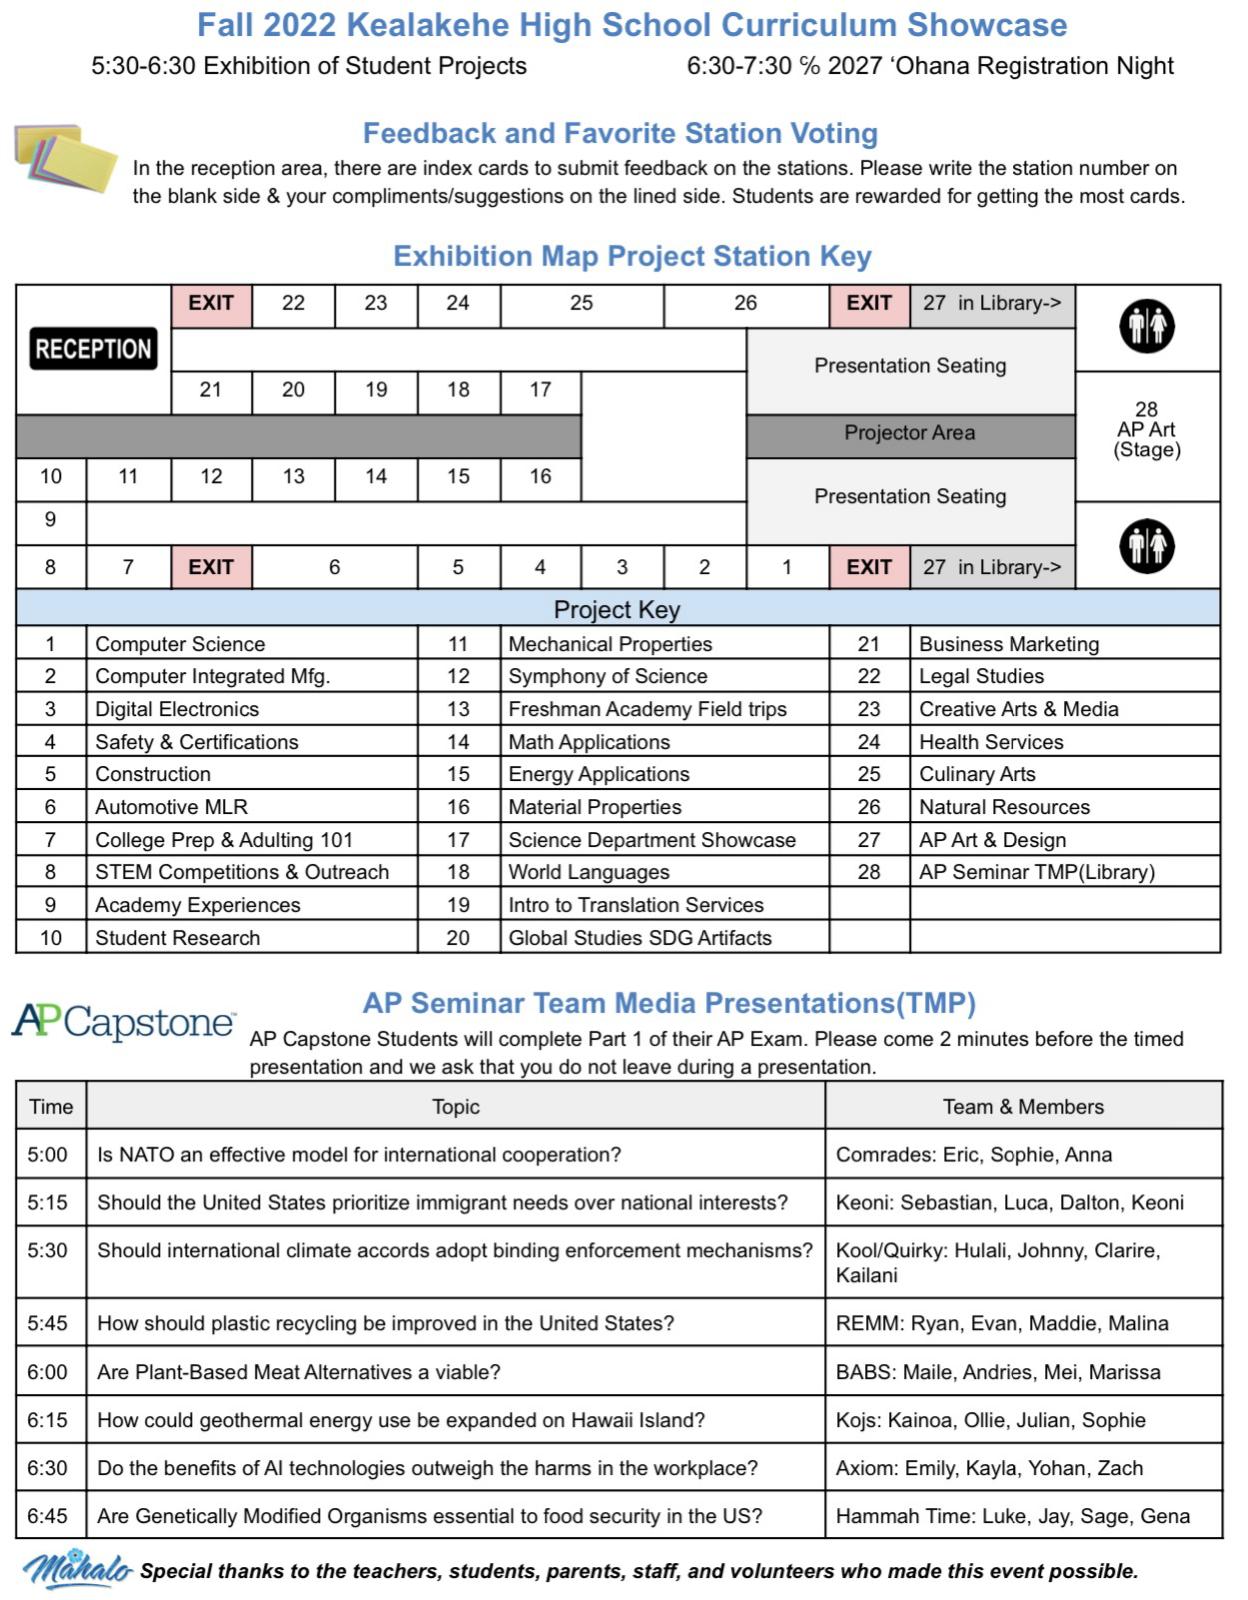 Fall 2022 Kealakehe High School Curriculum Showcase
5:30-6:30 Exhibition of Student Projects 6:30-7:30 ℅ 2027 ‘Ohana Registration Night
Feedback and Favorite Station Voting
In the reception area, there are index cards to submit feedback on the stations. Please write the station number on
the blank side & your compliments/suggestions on the lined side. Students are rewarded for getting the most cards.
Exhibition Map Project Station Key
EXIT 22 23 24 25 26 EXIT 27 in Library->
RECEPTION
Presentation Seating
21 20 19 18 17
28
AP Art
(Stage)
Projector Area
10 11 12 13 14 15 16
Presentation Seating
9
8 7 EXIT 6 5 4 3 2 1 EXIT 27 in Library->
Project Key
1 Computer Science 11 Mechanical Properties 21 Business Marketing
2 Computer Integrated Mfg. 12 Symphony of Science 22 Legal Studies
3 Digital Electronics 13 Freshman Academy Field trips 23 Creative Arts & Media
4 Safety & Certifications 14 Math Applications 24 Health Services
5 Construction 15 Energy Applications 25 Culinary Arts
6 Automotive MLR 16 Material Properties 26 Natural Resources
7 College Prep & Adulting 101 17 Science Department Showcase 27 AP Art & Design
8 STEM Competitions & Outreach 18 World Languages 28 AP Seminar TMP(Library)
9 Academy Experiences 19 Intro to Translation Services
10 Student Research 20 Global Studies SDG Artifacts
AP Capstone™
AP Seminar Team Media Presentations(TMP)
AP Capstone Students will complete Part 1 of their AP Exam. Please come 2 minutes before the timed
presentation and we ask that you do not leave during a presentation.
Time Topic Team & Members
5:00 Is NATO an effective model for international cooperation? Comrades: Eric, Sophie, Anna
5:15 Should the United States prioritize immigrant needs over national interests? Keoni: Sebastian, Luca, Dalton, Keoni
5:30 Should international climate accords adopt binding enforcement mechanisms? Kool/Quirky: Hulali, Johnny, Clarire,
Kailani
5:45 How should plastic recycling be improved in the United States? REMM: Ryan, Evan, Maddie, Malina
6:00 Are Plant-Based Meat Alternatives a viable? BABS: Maile, Andries, Mei, Marissa
6:15 How could geothermal energy use be expanded on Hawaii Island? Kojs: Kainoa, Ollie, Julian, Sophie
6:30 Do the benefits of AI technologies outweigh the harms in the workplace? Axiom: Emily, Kayla, Yohan, Zach
6:45 Are Genetically Modified Organisms essential to food security in the US? Hammah Time: Luke, Jay, Sage, Gena
Mahalo Special thanks to the teachers, students, parents, staff, and volunteers who made this event possible.